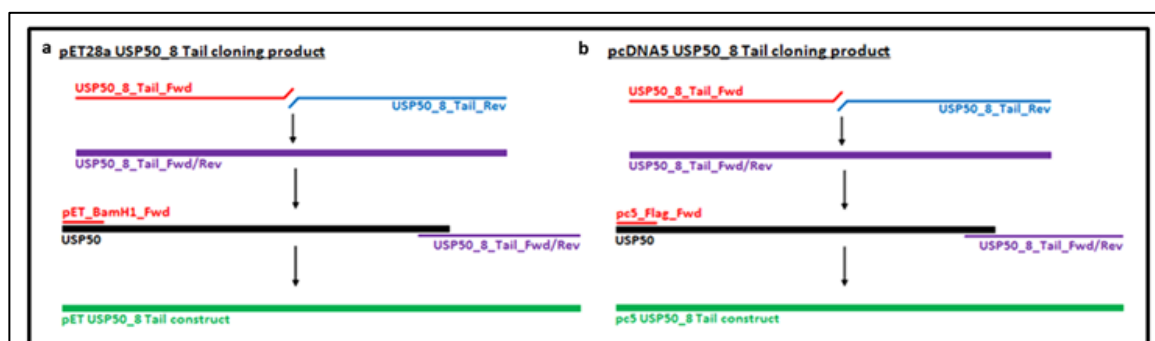 a pET28a USP50_8 Tail cloning product
USP50_8_Tail_Fwd
USP50_8_Tail_Rev
USP50_8_Tail_Fwd/Rev
pET_BamH1_Fwd
USP50
USP50_8_Tail_Fwd/Rev
pET USP50_8 Tail construct
b pcDNA5 USP50_8 Tail cloning product
USP50_8_Tail_Fwd
USP50_8_Tail_Rev
USP50_8_Tail_Fwd/Rev
pc5_Flag_Fwd
USP50
USP50_8_Tail_Fwd/Rev
pc5 USP50_8 Tail construct